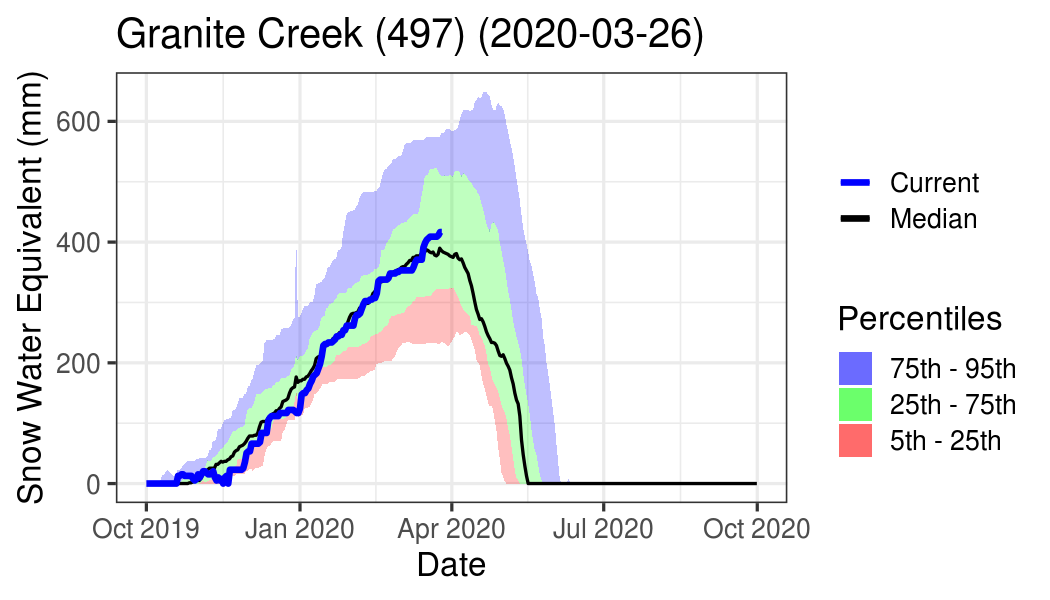 Granite Creek (497) (2020-03-26)
Snow Water Equivalent (mm)
600
400
200
0
Oct 2019
Jan 2020
Apr 2020
Jul 2020
Oct 2020
Date
Current
Median
Percentiles
75th - 95th
25th - 75th
5th - 25th